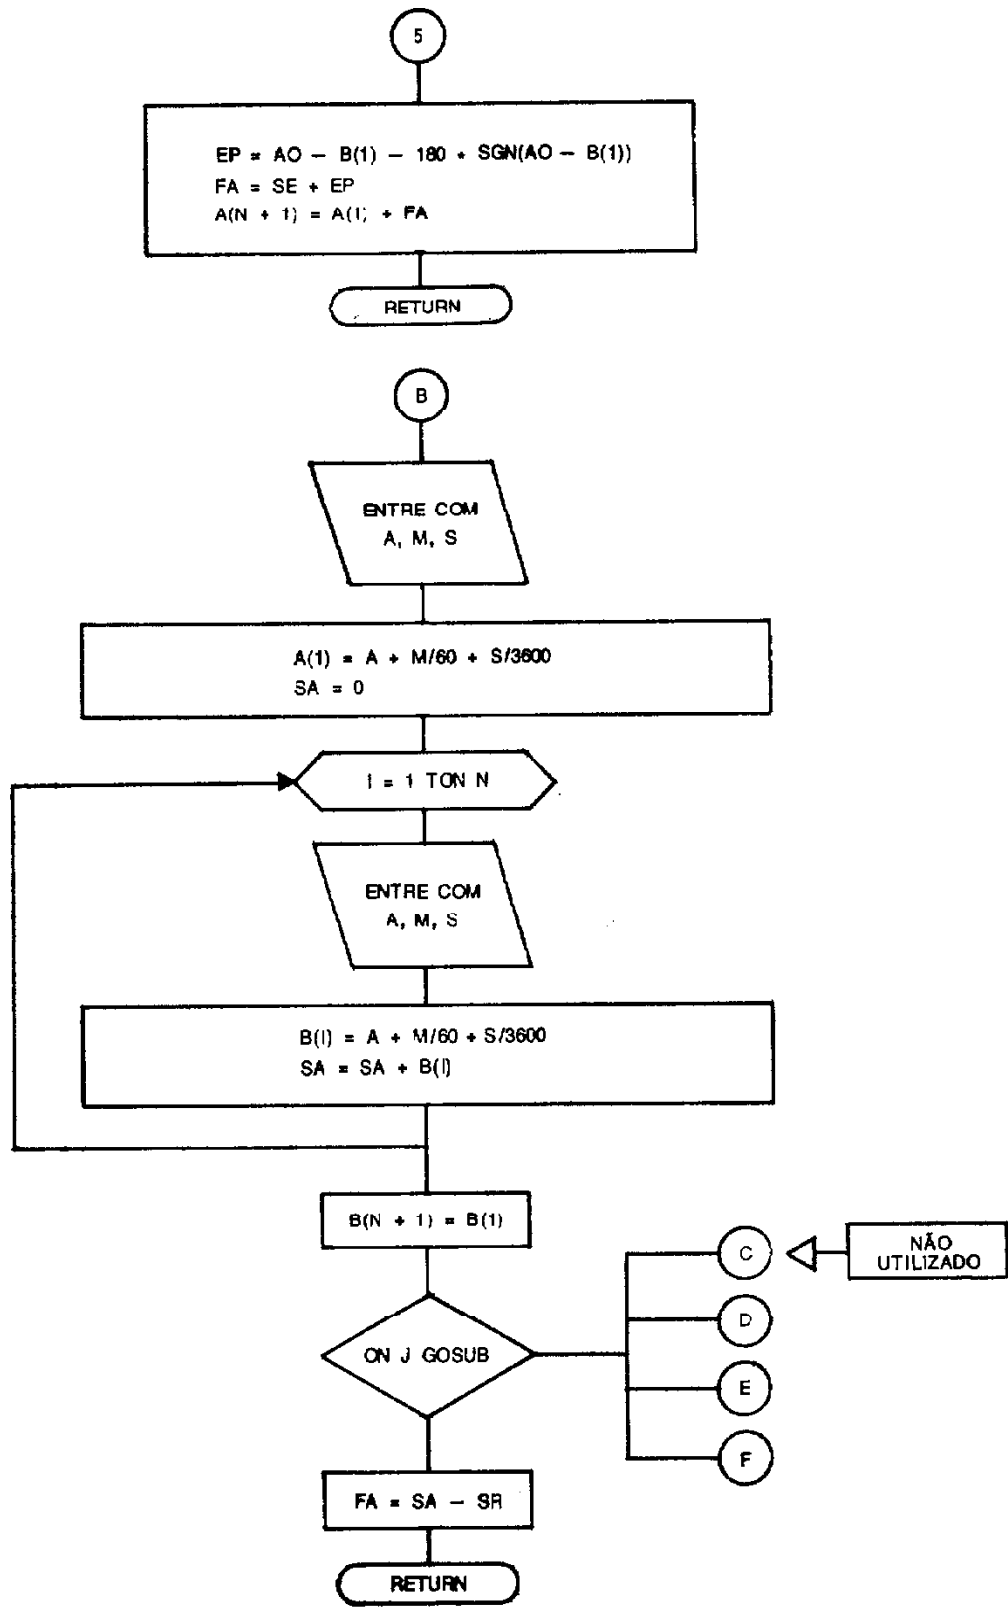 5
EP = AO - B(1) - 180 * SGN(AO - B(1))
FA = SE + EP
A(N + 1) = A(1) + FA
RETURN
B
ENTRE COM
A, M, S
A(1) = A + M/60 + S/3600
SA = 0
I = 1 TON N
ENTRE COM
A, M, S
B(I) = A + M/60 + S/3600
SA = SA + B(I)
B(N + 1) = B(1)
C
NÃO
UTILIZADO
D
ON J GOSUB
E
F
FA = SA - SR
RETURN